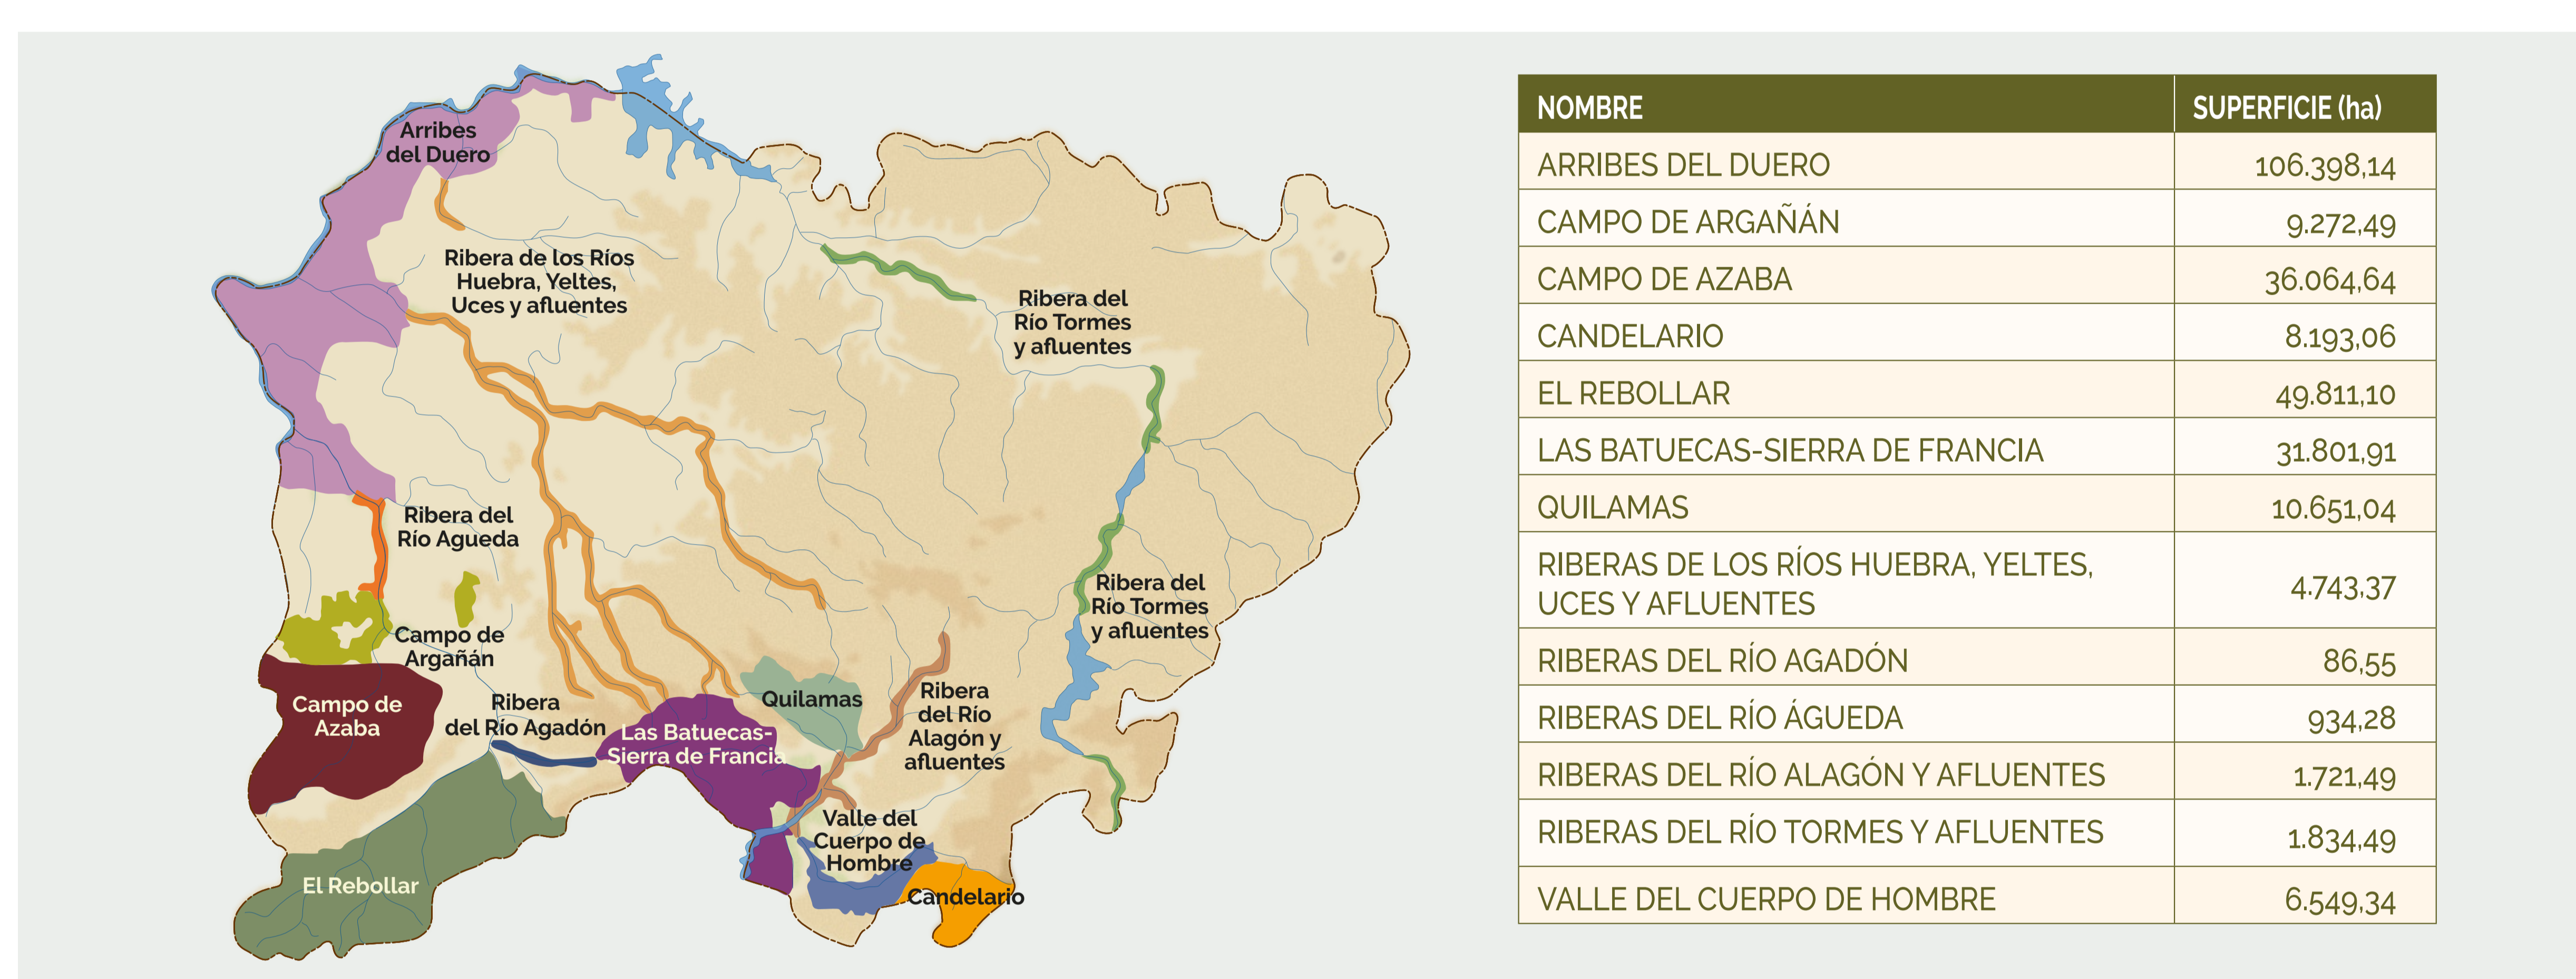 Arribes
del Duero
Ribera de los Ríos
Huebra, Yeltes,
Uces y afluentes
Ribera del
Río Tormes
y afluentes
Ribera del
Río Agueda
Ribera del
Río Tormes
y afluentes
Campo de
Argañán
Campo de
Azaba
Ribera
del Río Agadón
Las Batuecas-
Sierra de Francia
Quilamas
Ribera
del Río
Alagón y
afluentes
Valle del
Cuerpo de
Hombre
El Rebollar
Candelario
NOMBRE SUPERFICIE (ha)
ARRIBES DEL DUERO 106.398,14
CAMPO DE ARGAÑÁN 9.272,49
CAMPO DE AZABA 36.064,64
CANDELARIO 8.193,06
EL REBOLLAR 49.811,10
LAS BATUECAS-SIERRA DE FRANCIA 31.801,91
QUILAMAS 10.651,04
RIBERAS DE LOS RÍOS HUEBRA, YELTES,
UCES Y AFLUENTES 4.743,37
RIBERAS DEL RÍO AGADÓN 86,55
RIBERAS DEL RÍO ÁGUEDA 934,28
RIBERAS DEL RÍO ALAGÓN Y AFLUENTES 1.721,49
RIBERAS DEL RÍO TORMES Y AFLUENTES 1.834,49
VALLE DEL CUERPO DE HOMBRE 6.549,34